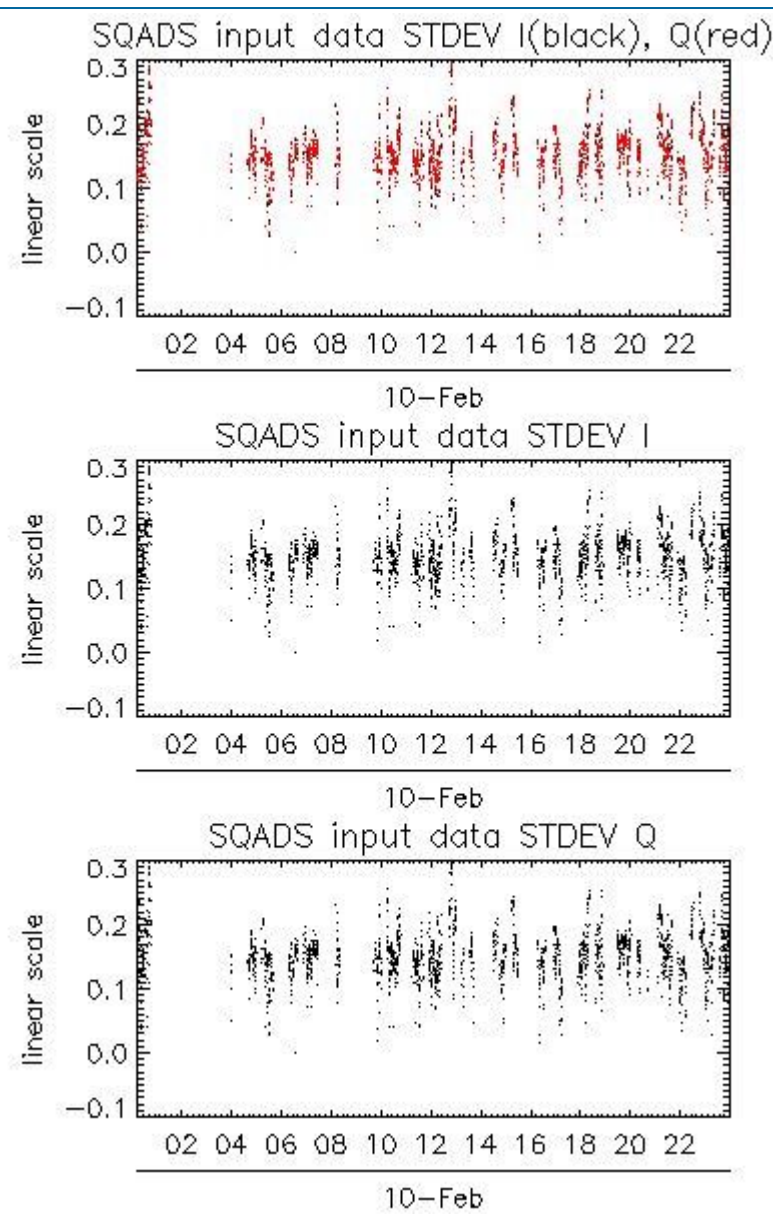 SQADS input data STDEV I(black), Q(red)
0.3
0.2
0.1
0.0
-0.1
linear scale
02 04 06 08 10 12 14 16 18 20 22
10-Feb
SQADS input data STDEV I
0.3
0.2
0.1
0.0
-0.1
linear scale
02 04 06 08 10 12 14 16 18 20 22
10-Feb
SQADS input data STDEV Q
0.3
0.2
0.1
0.0
-0.1
linear scale
02 04 06 08 10 12 14 16 18 20 22
10-Feb